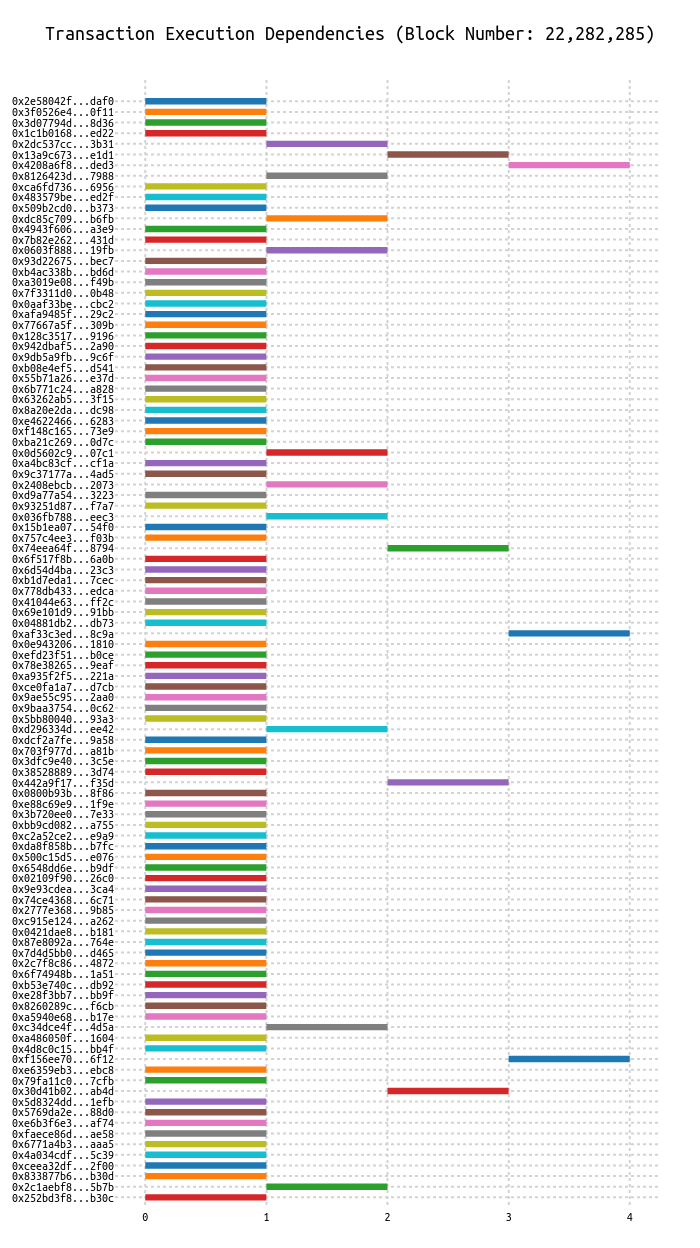 Transaction Execution Dependencies (Block Number: 22,282,285)
0x2e58042f...daf0
0x3f0526e4...0f11
0x3d07794d...8d36
0x1c1b0168...ed22
0x2dc537cc...3b31
0x13a9c673...e1d1
0x4208a6f8...ded3
0x8126423d...7988
0xca6fd736...6956
0x483579be...ed2f
0x509b2cd0...b373
0xdc85c709...b6fb
0x4943f606...a3e9
0x7b82e262...431d
0x0603f888...19fb
0x93d22675...bec7
0xb4ac338b...bd6d
0xa3019e08...f49b
0x7f3311d0...0b48
0x0aaf33be...cbc2
0xafa9485f...29c2
0x77667a5f...309b
0x128c3517...9196
0x942dbaf5...2a90
0x9db5a9fb...9c6f
0xb08e4ef5...d541
0x55b71a26...e37d
0x6b771c24...a828
0x63262ab5...3f15
0x8a20e2da...dc98
0xe4622466...6283
0xf148c165...73e9
0xba21c269...0d7c
0x0d5602c9...07c1
0xa4bc83cf...cf1a
0x9c37177a...4ad5
0x2408ebcb...2073
0xd9a77a54...3223
0x93251d87...f7a7
0x036fb788...eec3
0x15b1ea07...54f0
0x757c4ee3...f03b
0x74eea64f...8794
0x6f517f8b...6a0b
0x6d54d4ba...23c3
0xb1d7eda1...7cec
0x778db433...edca
0x41044e63...ff2c
0x69e101d9...91bb
0x04881db2...db73
0xaf33c3ed...8c9a
0x0e943206...1810
0xefd23f51...b0ce
0x78e38265...9eaf
0xa935f2f5...221a
0xce0fa1a7...d7cb
0x9ae55c95...2aa0
0x9baa3754...0c62
0x5bb80040...93a3
0xd296334d...ee42
0xdcf2a7fe...9a58
0x703f977d...a81b
0x3dfc9e40...3c5e
0x38528889...3d74
0x442a9f17...f35d
0x0800b93b...8f86
0xe88c69e9...1f9e
0x3b720ee0...7e33
0xbb9cd082...a755
0xc2a52ce2...e9a9
0xda8f858b...b7fc
0x500c15d5...e076
0x6548dd6e...b9df
0x02109f90...26c0
0x9e93cdea...3ca4
0x74ce4368...6c71
0x2777e368...9b85
0xc915e124...a262
0x0421dae8...b181
0x87e8092a...764e
0x7d4d5bb0...d465
0x2c7f8c86...4872
0x6f74948b...1a51
0xb53e740c...db92
0xe28f3bb7...bb9f
0x8260289c...f6cb
0xa5940e68...b17e
0xc34dce4f...4d5a
0xa486050f...1604
0x4d8c0c15...bb4f
0xf156ee70...6f12
0xe6359eb3...ebc8
0x79fa11c0...7cfb
0x30d41b02...ab4d
0x5d8324dd...1efb
0x5769da2e...88d0
0xe6b3f6e3...af74
0xfaece86d...ae58
0x6771a4b3...aaa5
0x4a034cdf...5c39
0xceea32df...2f00
0x833877b6...b30d
0x2c1aebf8...5b7b
0x252bd3f8...b30c
0 1 2 3 4